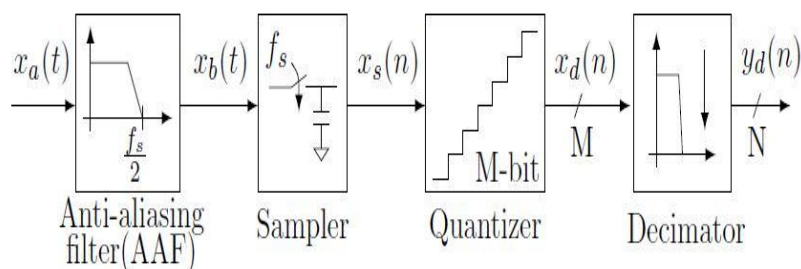 x_a(t)
x_b(t)
f_s
x_s(n)
x_d(n)
y_d(n)
f_s
2
M-bit
M
N
Anti-aliasing
filter(AAF)
Sampler
Quantizer
Decimator